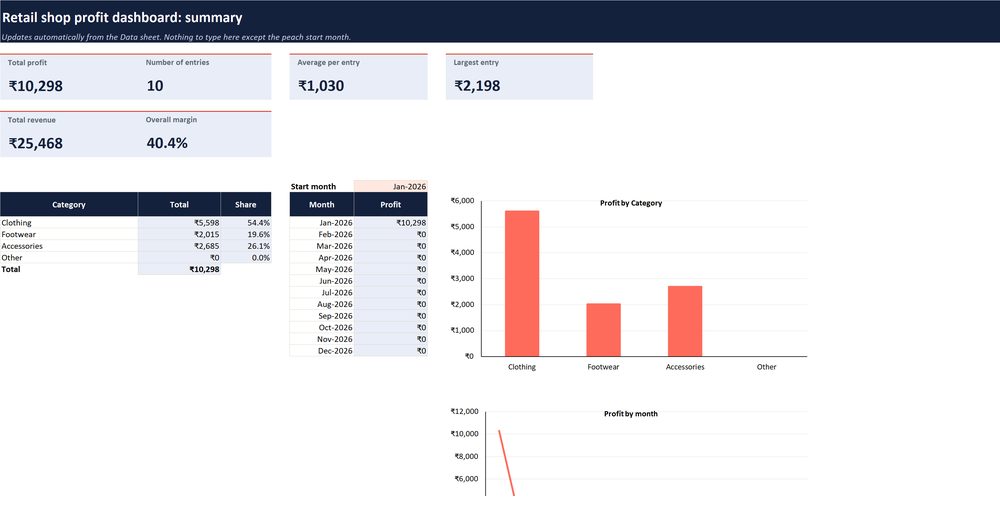 Retail shop profit dashboard: summary
Updates automatically from the Data sheet. Nothing to type here except the peach start month.
Total profit Number of entries Average per entry Largest entry
₹10,298 10 ₹1,030 ₹2,198
Total revenue Overall margin
₹25,468 40.4%
Start month Jan-2026
Category Total Share
Clothing ₹5,598 54.4%
Footwear ₹2,015 19.6%
Accessories ₹2,685 26.1%
Other ₹0 0.0%
Total ₹10,298
Month Profit
Jan-2026 ₹10,298
Feb-2026 ₹0
Mar-2026 ₹0
Apr-2026 ₹0
May-2026 ₹0
Jun-2026 ₹0
Jul-2026 ₹0
Aug-2026 ₹0
Sep-2026 ₹0
Oct-2026 ₹0
Nov-2026 ₹0
Dec-2026 ₹0
Profit by Category
₹6,000
₹5,000
₹4,000
₹3,000
₹2,000
₹1,000
₹0
Clothing Footwear Accessories Other
Profit by month
₹12,000
₹10,000
₹8,000
₹6,000